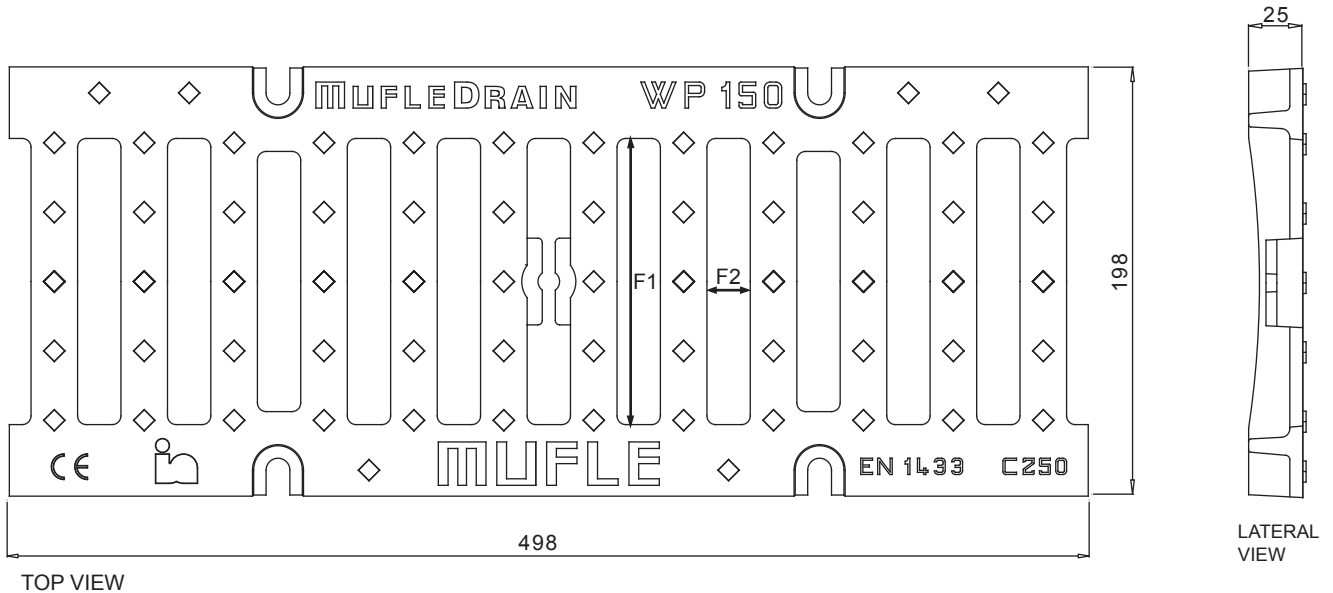 25
MUFLEDRAIN WP 150
F1
F2
198
CE
MUFLE
EN 1433 C250
498
LATERAL
VIEW
TOP VIEW